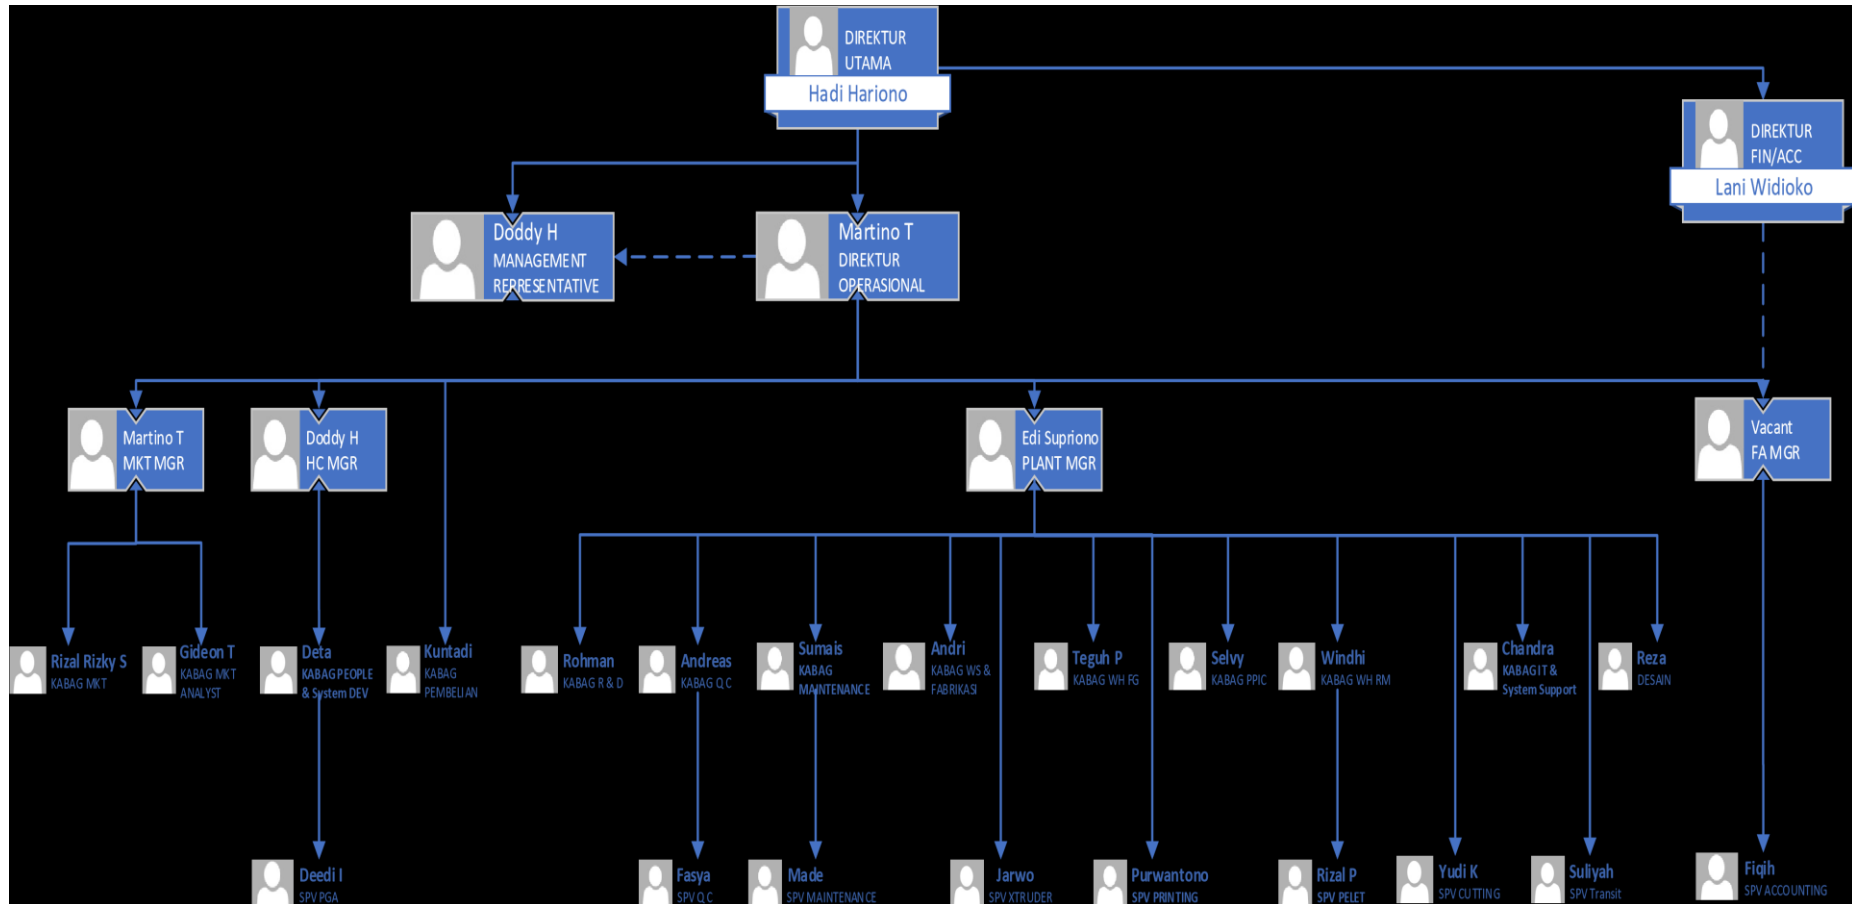 DIREKTUR
UTAMA
Hadi Hariono
DIREKTUR
FIN/ACC
Lani Widioko
Doddy H
MANAGEMENT
REPRESENTATIVE
Martino T
DIREKTUR
OPERASIONAL
Martino T
MKT MGR
Doddy H
HC MGR
Edi Supriono
PLANT MGR
Vacant
FA MGR
Rizal Rizky S
KABAG MKT
Gideon T
KABAG MKT
ANALYST
Deta
KABAG PEOPLE
& System DEV
Kuntadi
KABAG
PEMBELIAN
Rohman
KABAG R & D
Andreas
KABAG QC
Sumais
KABAG
MAINTENANCE
Andri
KABAG WS &
FABRIKASI
Teguh P
KABAG WH FG
Selvy
KABAG PPIC
Windhi
KABAG WH RM
Chandra
KABAG IT &
System Support
Reza
DESAIN
Deedi I
SPV PGA
Fasya
SPV QC
Made
SPV MAINTENANCE
Jarwo
SPV XTRUDER
Purwantono
SPV PRINTING
Rizal P
SPV PELET
Yudi K
SPV CUTTING
Suliyah
SPV Transit
Fiqih
SPV ACCOUNTING